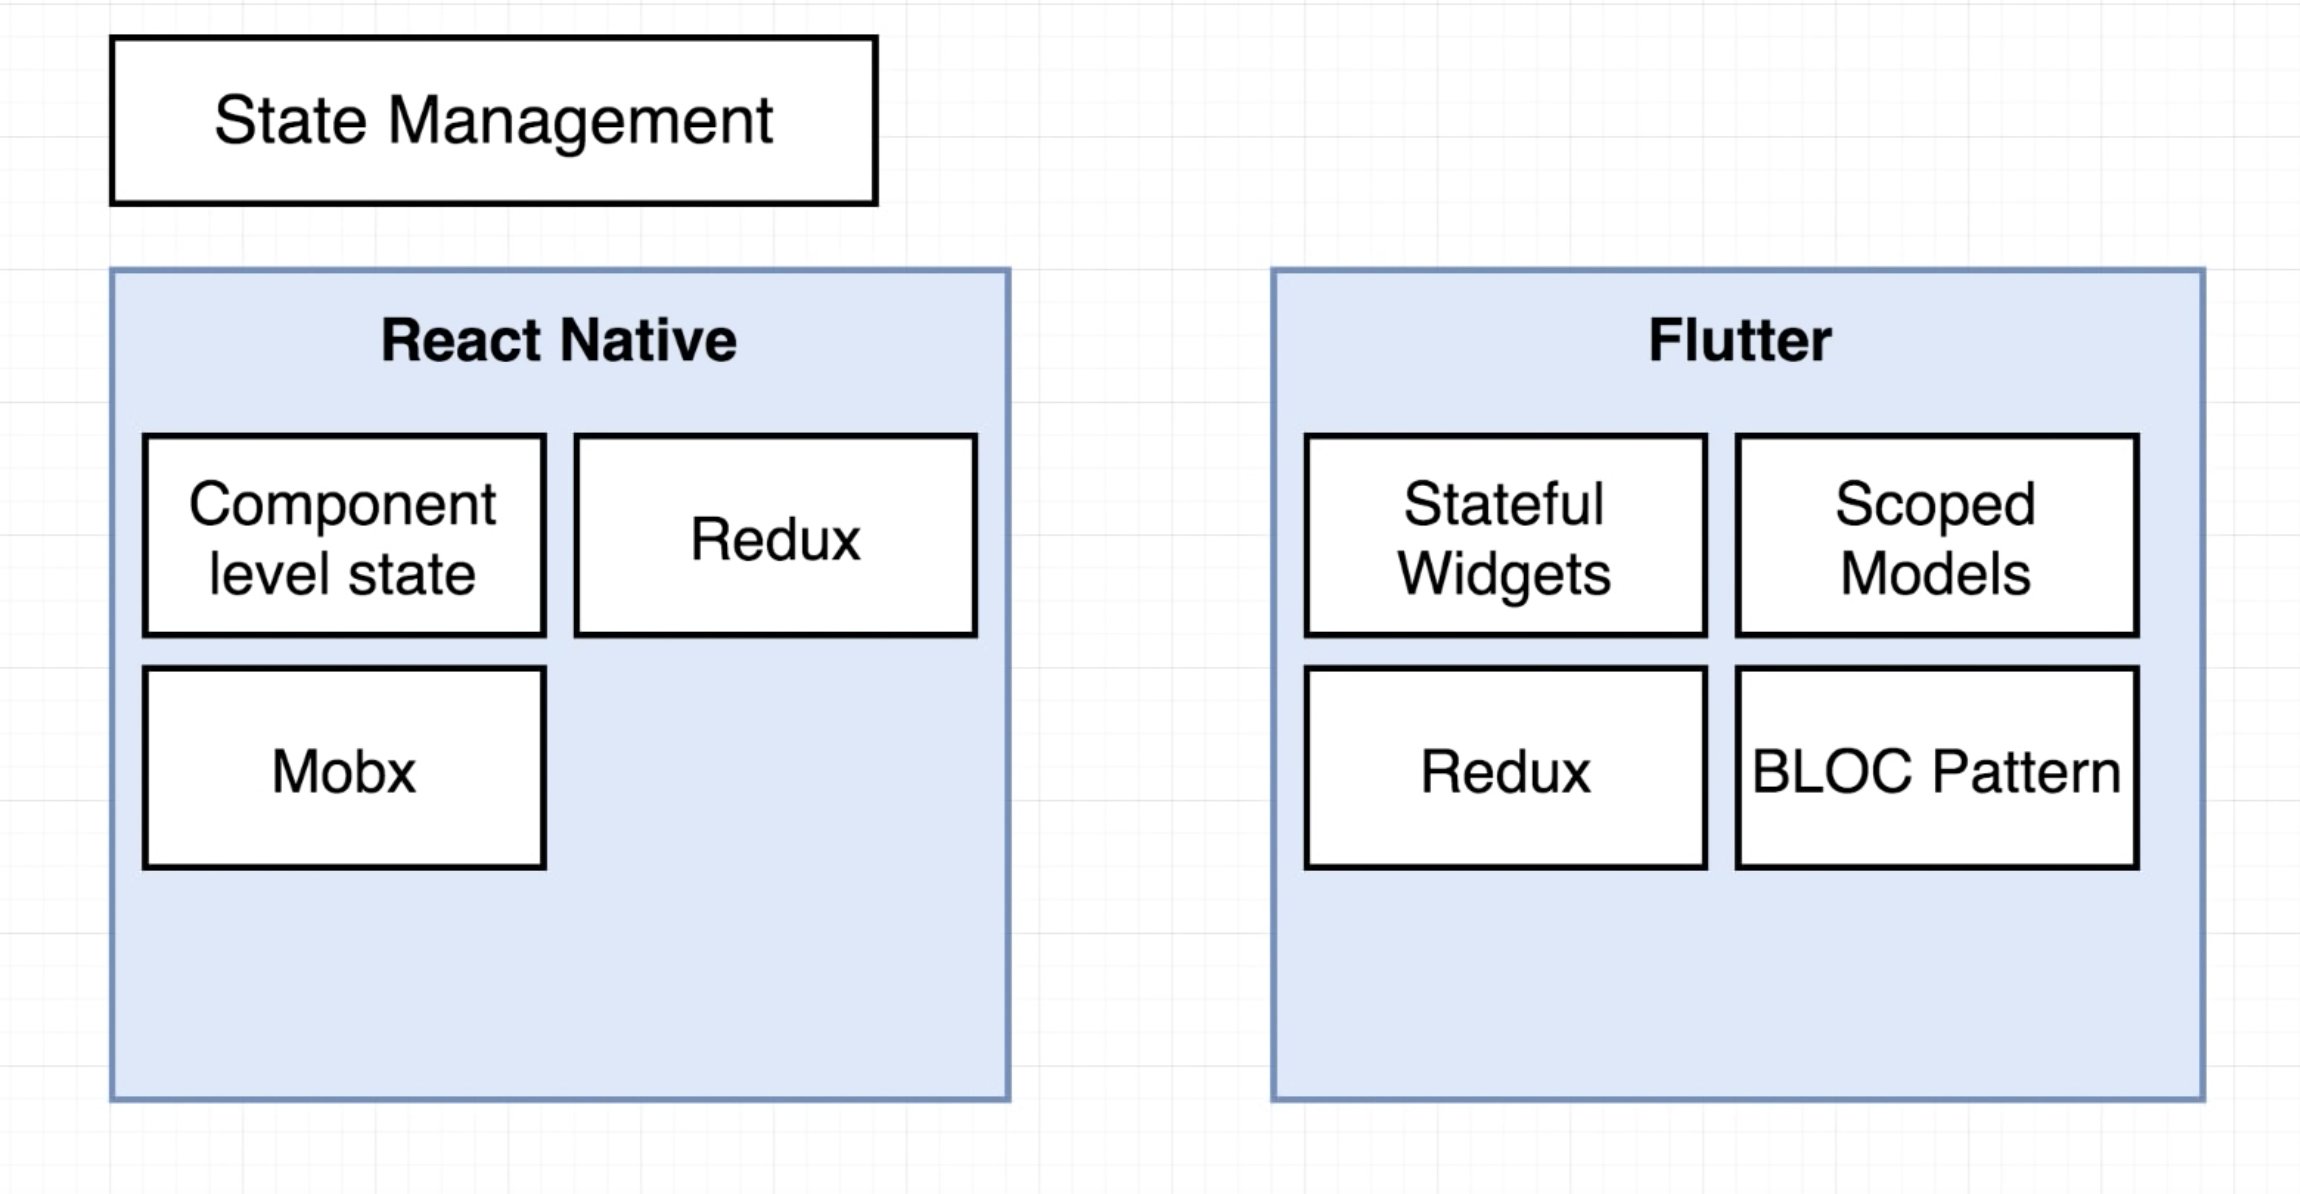 State Management
React Native
Component
level state
Redux
Mobx
Flutter
Stateful
Widgets
Scoped
Models
Redux
BLOC Pattern